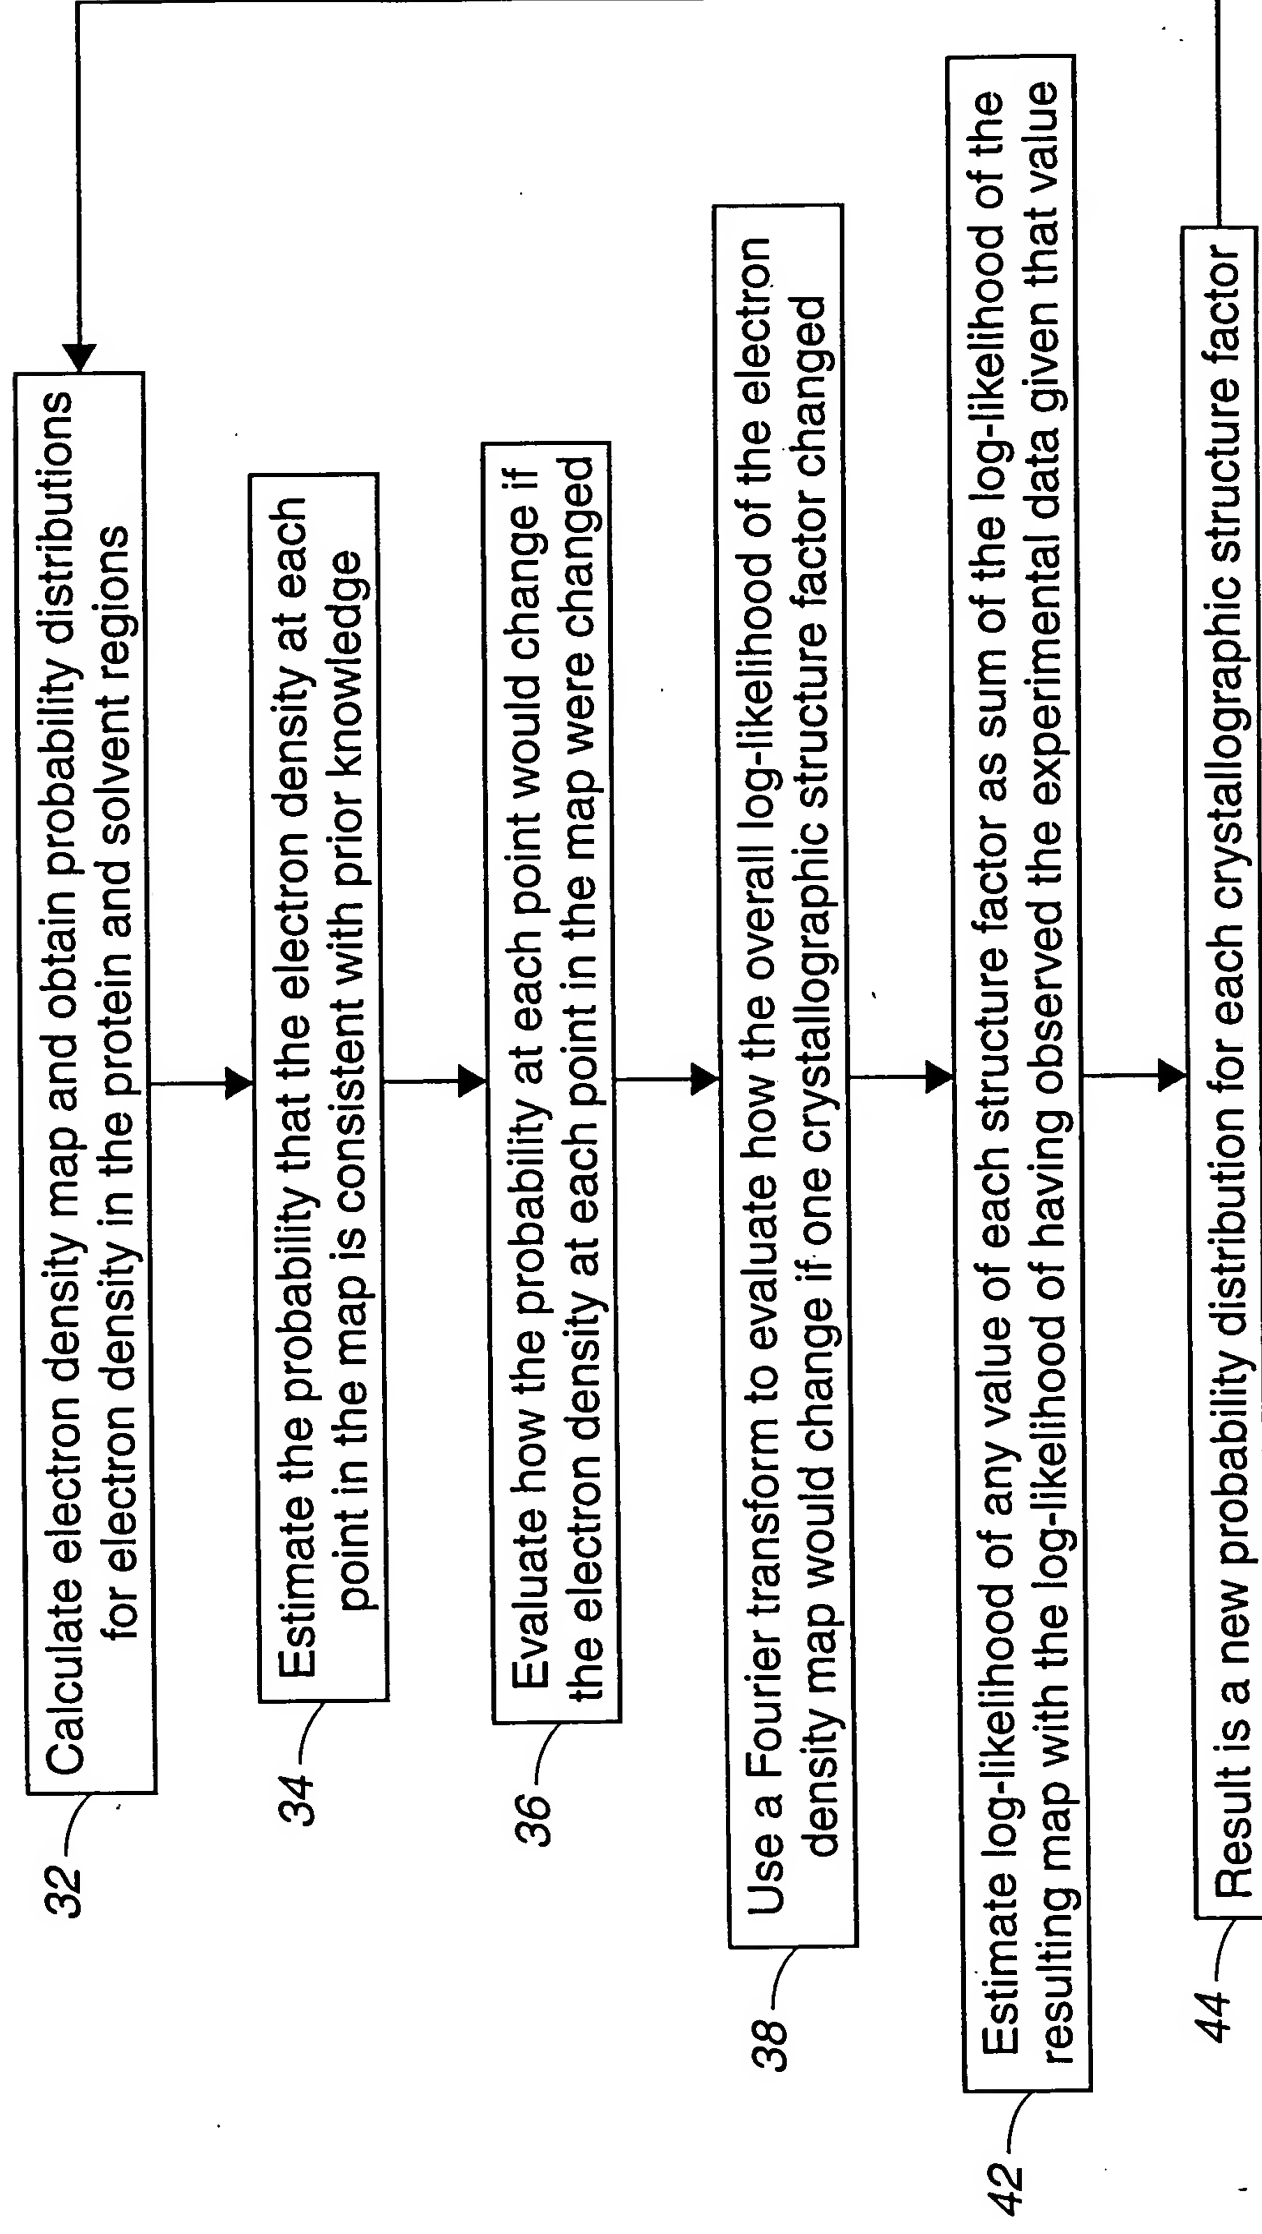 32
Calculate electron density map and obtain probability distributions
for electron density in the protein and solvent regions
34
Estimate the probability that the electron density at each
point in the map is consistent with prior knowledge
36
Evaluate how the probability at each point would change if
the electron density at each point in the map were changed
38
Use a Fourier transform to evaluate how the overall log-likelihood of the electron
density map would change if one crystallographic structure factor changed
42
Estimate log-likelihood of any value of each structure factor as sum of the log-likelihood of the
resulting map with the log-likelihood of having observed the experimental data given that value
44
Result is a new probability distribution for each crystallographic structure factor